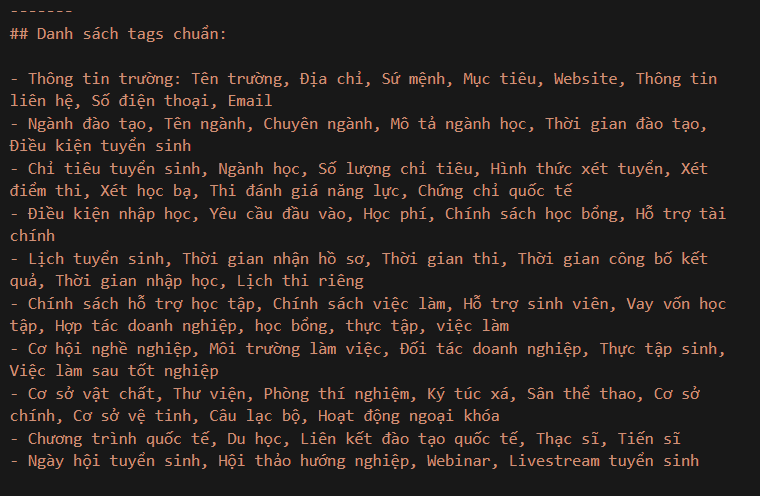 -------
## Danh sách tags chuẩn:
- Thông tin trường: Tên trường, Địa chỉ, Sứ mệnh, Mục tiêu, Website, Thông tin
liên hệ, Số điện thoại, Email
- Ngành đào tạo, Tên ngành, Chuyên ngành, Mô tả ngành học, Thời gian đào tạo,
Điều kiện tuyển sinh
- Chỉ tiêu tuyển sinh, Ngành học, Số lượng chỉ tiêu, Hình thức xét tuyển, Xét
điểm thi, Xét học bạ, Thi đánh giá năng lực, Chứng chỉ quốc tế
- Điều kiện nhập học, Yêu cầu đầu vào, Học phí, Chính sách học bổng, Hỗ trợ tài
chính
- Lịch tuyển sinh, Thời gian nhận hồ sơ, Thời gian thi, Thời gian công bố kết
quả, Thời gian nhập học, Lịch thi riêng
- Chính sách hỗ trợ học tập, Chính sách việc làm, Hỗ trợ sinh viên, Vay vốn học
tập, Hợp tác doanh nghiệp, học bổng, thực tập, việc làm
- Cơ hội nghề nghiệp, Môi trường làm việc, Đối tác doanh nghiệp, Thực tập sinh,
Việc làm sau tốt nghiệp
- Cơ sở vật chất, Thư viện, Phòng thí nghiệm, Ký túc xá, Sân thể thao, Cơ sở
chính, Cơ sở vệ tinh, Câu lạc bộ, Hoạt động ngoại khóa
- Chương trình quốc tế, Du học, Liên kết đào tạo quốc tế, Thạc sĩ, Tiến sĩ
- Ngày hội tuyển sinh, Hội thảo hướng nghiệp, Webinar, Livestream tuyển sinh